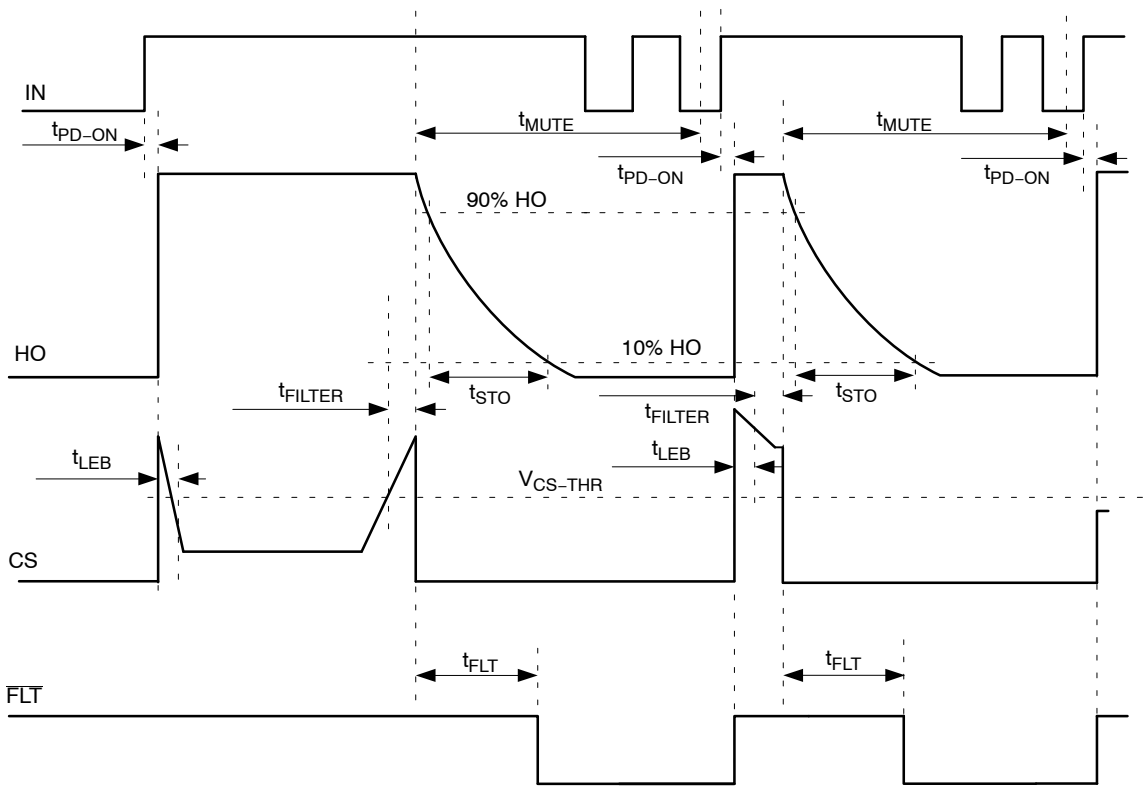 IN
tPD−ON
tMUTE
tMUTE
tPD−ON
tPD−ON
90% HO
HO
10% HO
tFILTER
tSTO
tFILTER
tSTO
tLEB
tLEB
VCS−THR
CS
tFLT
tFLT
FLT